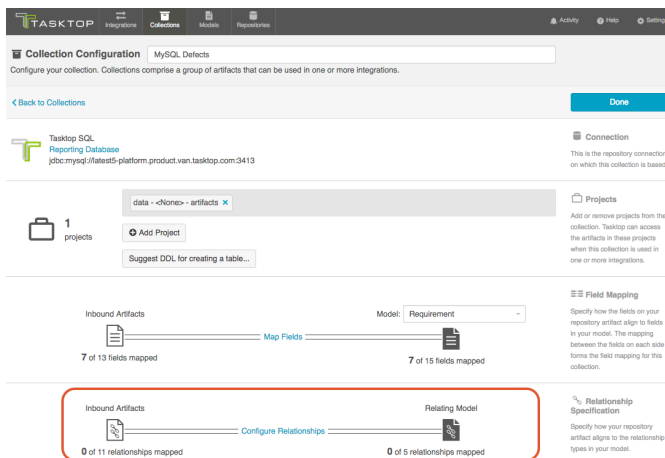 TASKTOP
Integrations
Collections
Models
Repositories
Activity
Help
Setting
Collection Configuration
MySQL Defects
Configure your collection. Collections comprise a group of artifacts that can be used in one or more integrations.
Back to Collections
Done
Tasktop SQL
Reporting Database
jdbc:mysql://latest5-platform.product.van.tasktop.com:3413
Connection
This is the repository connection
on which this collection is based
1
projects
data - <None> - artifacts ×
Add Project
Suggest DDL for creating a table...
Projects
Add or remove projects from the
collection. Tasktop can access
the artifacts in these projects
when this collection is used in
one or more integrations.
Inbound Artifacts
Model: Requirement
Map Fields
7 of 13 fields mapped
7 of 15 fields mapped
Field Mapping
Specify how the fields on your
repository artifact align to fields
in your model. The mapping
between the fields on each side
forms the field mapping for this
collection.
Inbound Artifacts
Relating Model
Configure Relationships
0 of 11 relationships mapped
0 of 5 relationships mapped
Relationship
Specification
Specify how your repository
artifact aligns to the relationship
types in your model.